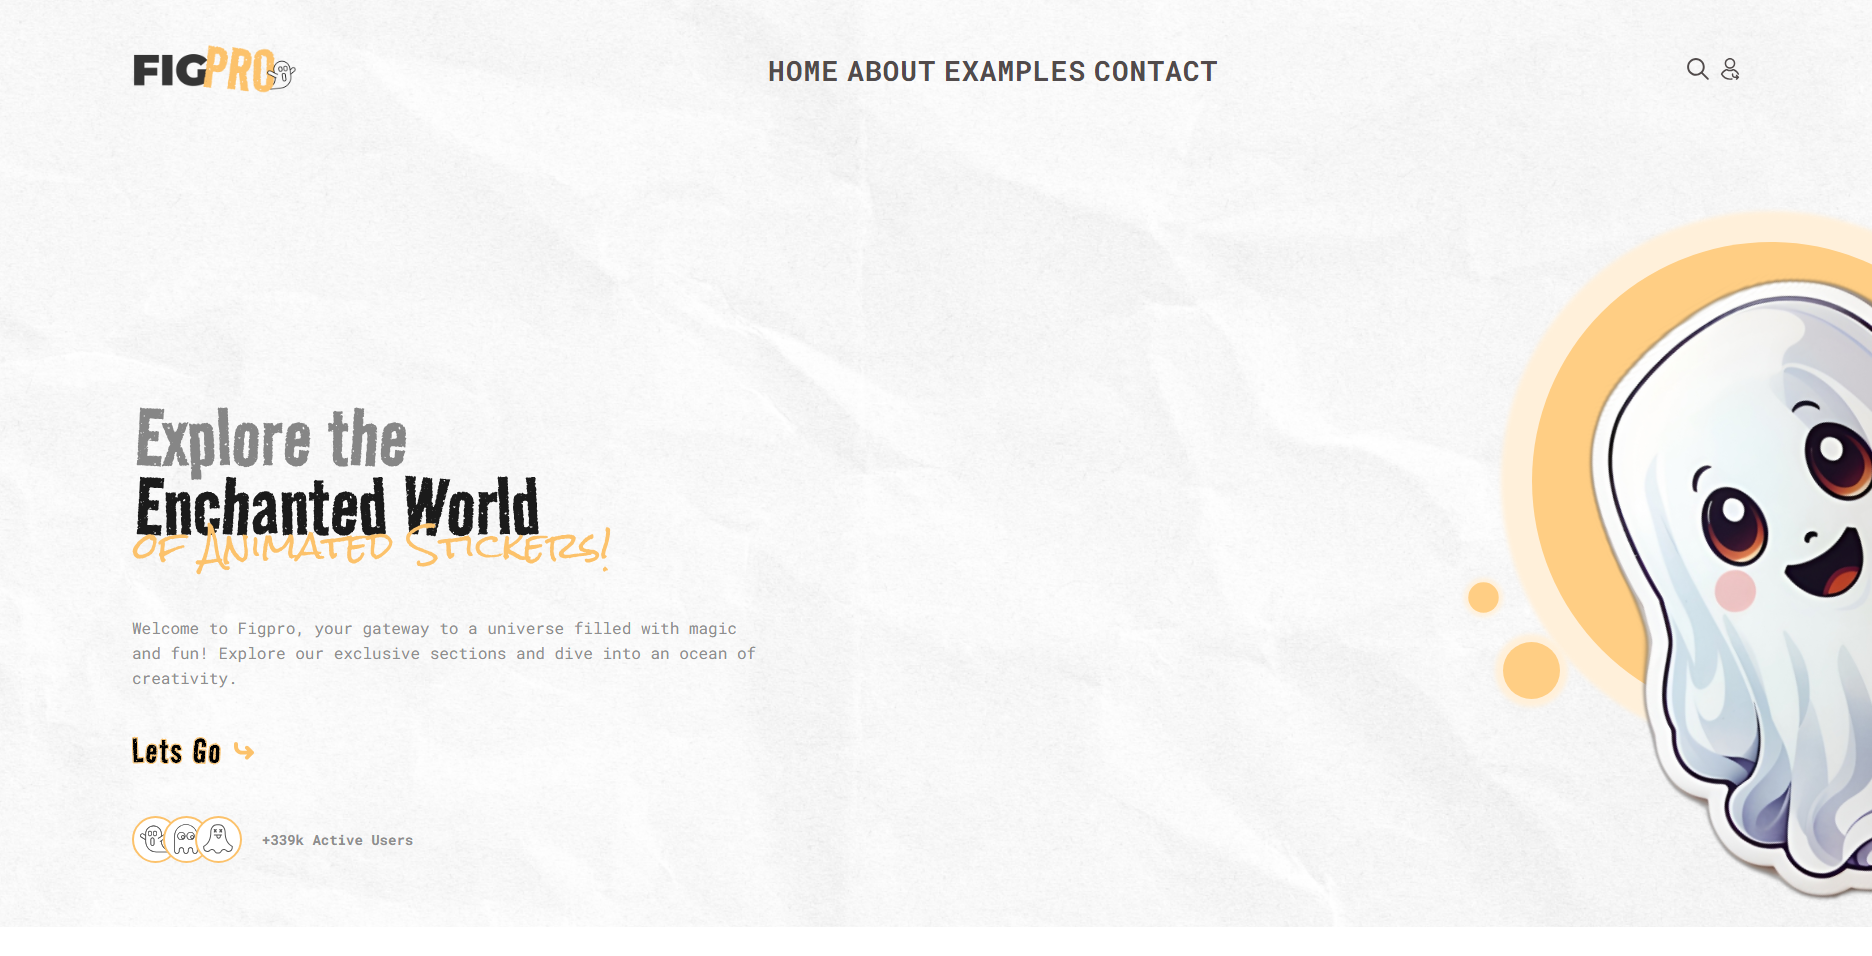 FIGPRO
HOME ABOUT EXAMPLES CONTACT
Explore the
Enchanted World
of Animated Stickers!
Welcome to Figpro, your gateway to a universe filled with magic
and fun! Explore our exclusive sections and dive into an ocean of
creativity.
Lets Go
+339k Active Users